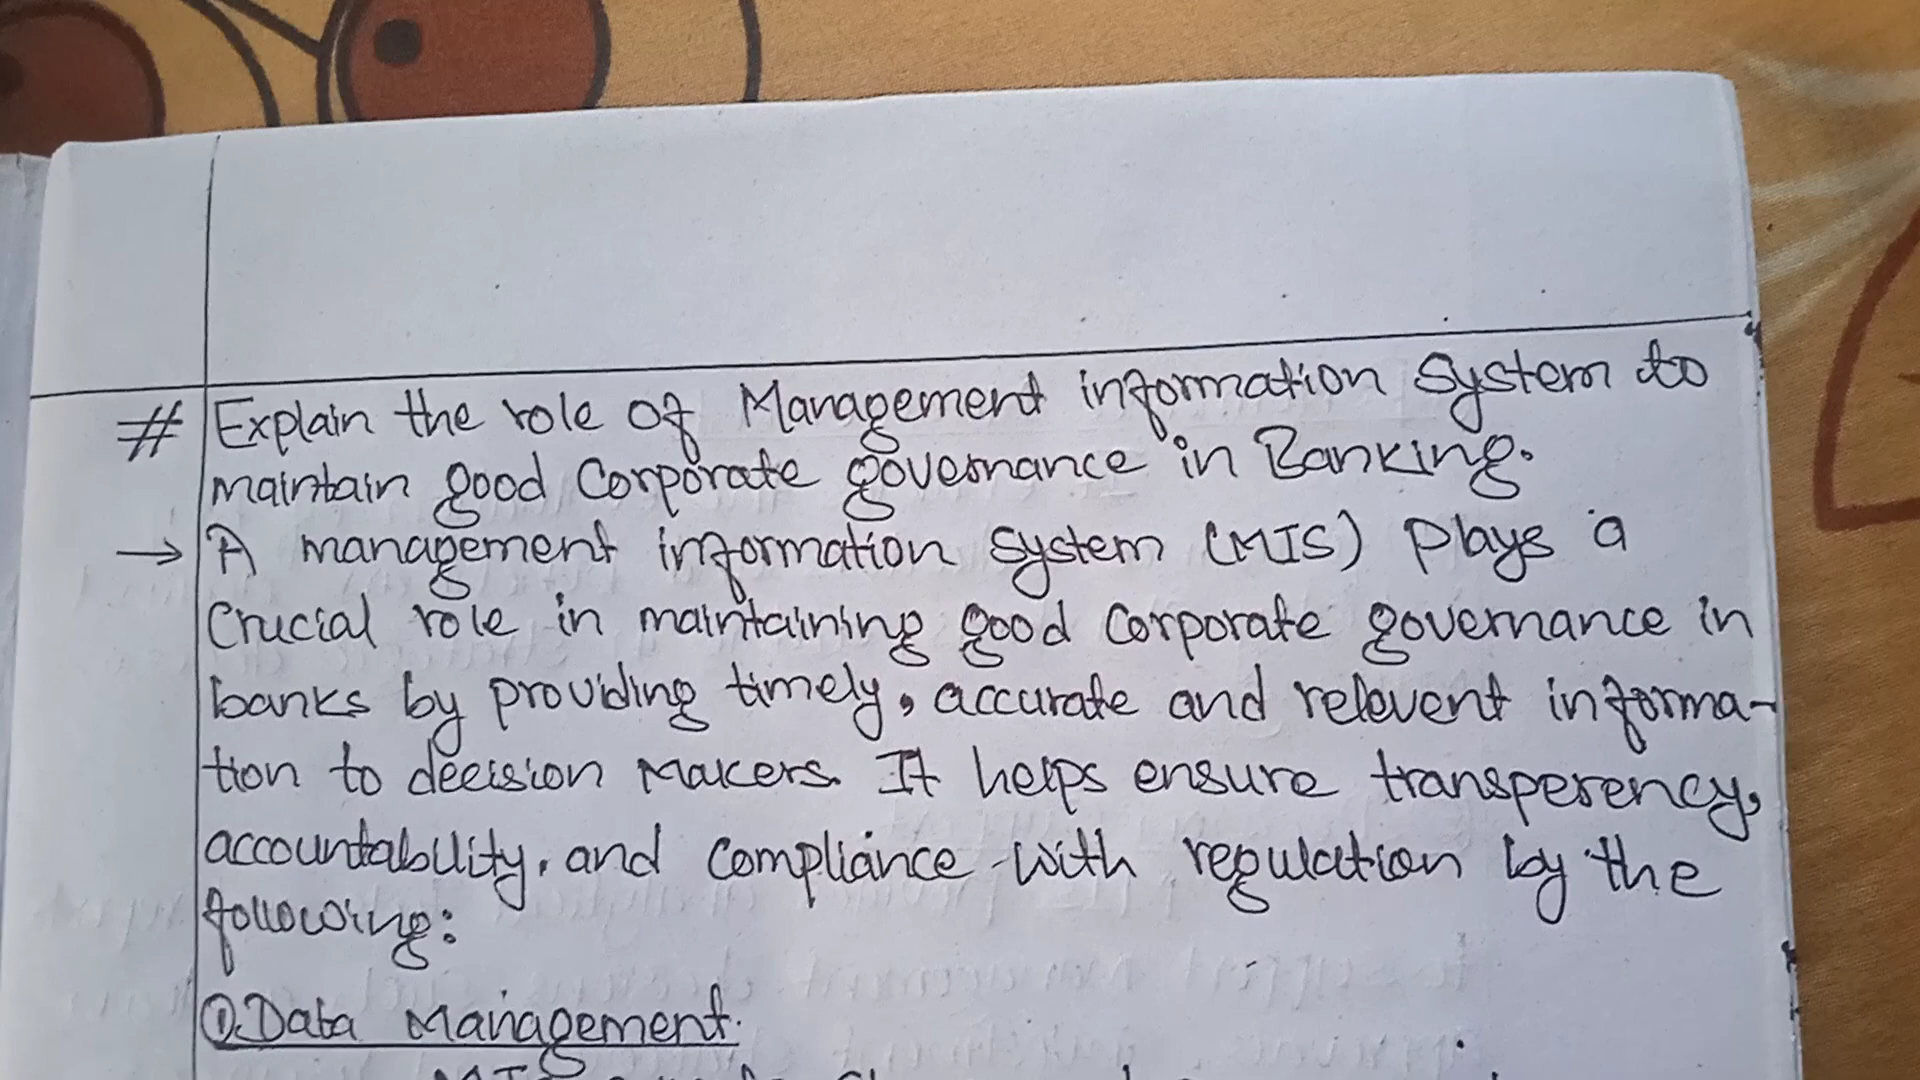 # Explain the role of Management information System to
maintain good Corporate governance in Banking.
→ A management information system (MIS) Plays a
Crucial role in maintaining good Corporate governance in
banks by providing timely, accurate and relevent informa-
tion to decision Makers. It helps ensure transperency,
accountability, and compliance with regulation by the
following:
①. Data Management.
MIS